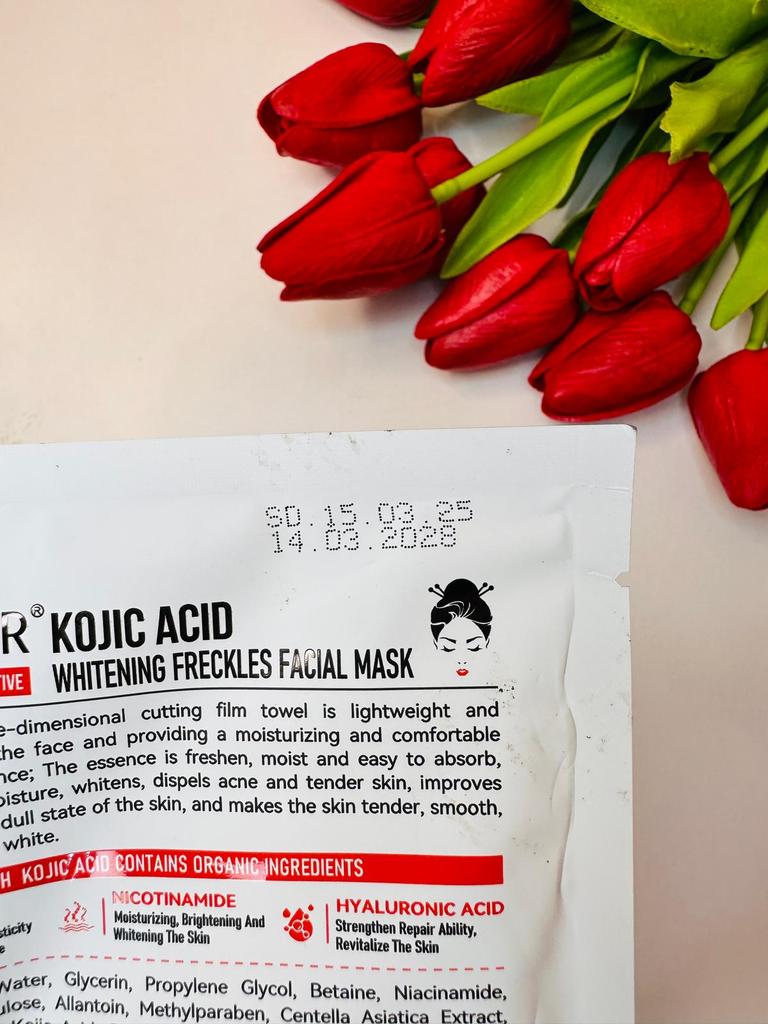 SD.15.03.25
14.03.2028
R® KOJIC ACID
TIVE WHITENING FRECKLES FACIAL MASK
e-dimensional cutting film towel is lightweight and
the face and providing a moisturizing and comfortable
nce; The essence is freshen, moist and easy to absorb,
oisture, whitens, dispels acne and tender skin, improves
dull state of the skin, and makes the skin tender, smooth,
white.
H KOJIC ACID CONTAINS ORGANIC INGREDIENTS
sticity
e
NICOTINAMIDE
Moisturizing, Brightening And
Whitening The Skin
HYALURONIC ACID
Strengthen Repair Ability,
Revitalize The Skin
Water, Glycerin, Propylene Glycol, Betaine, Niacinamide,
ulose, Allantoin, Methylparaben, Centella Asiatica Extract,